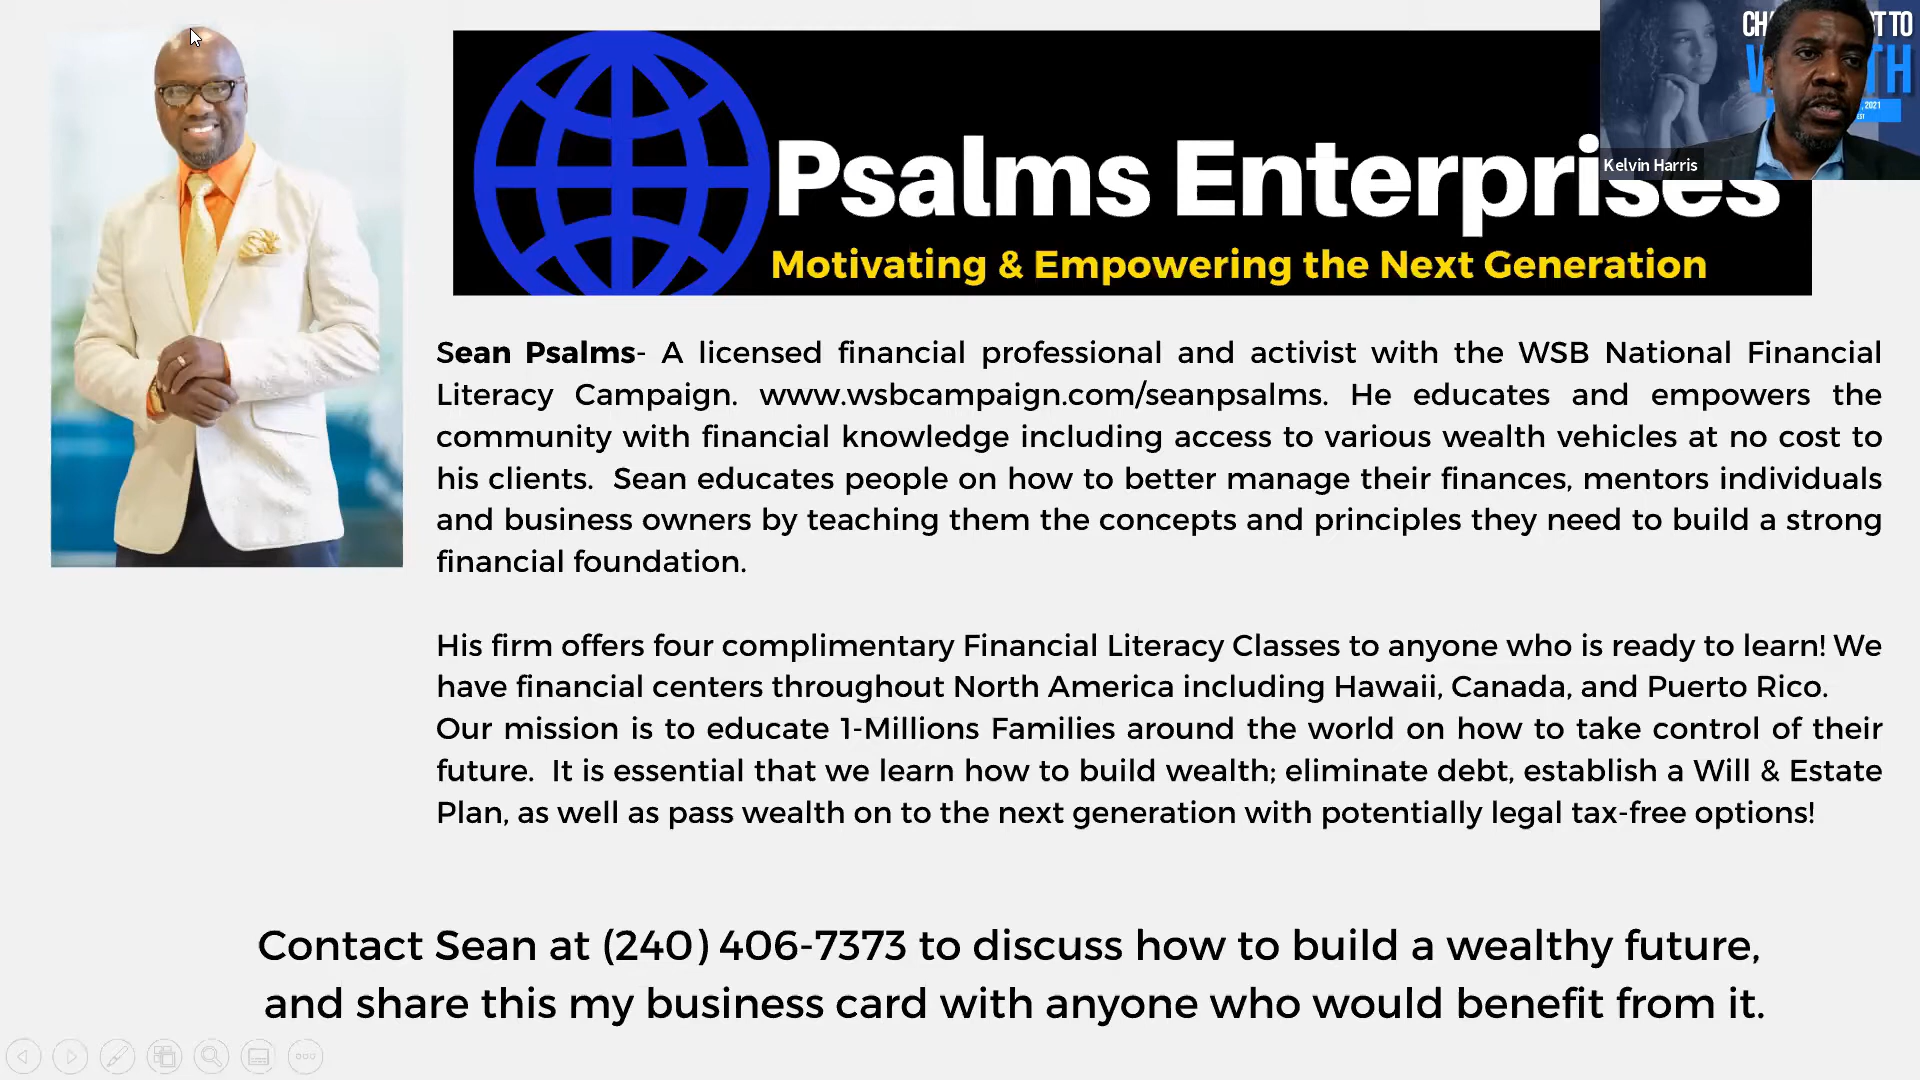 Psalms Enterprises
Motivating & Empowering the Next Generation
Kelvin Harris
TO
, 2021
EST
Sean Psalms- A licensed financial professional and activist with the WSB National Financial
Literacy Campaign. www.wsbcampaign.com/seanpsalms. He educates and empowers the
community with financial knowledge including access to various wealth vehicles at no cost to
his clients. Sean educates people on how to better manage their finances, mentors individuals
and business owners by teaching them the concepts and principles they need to build a strong
financial foundation.
His firm offers four complimentary Financial Literacy Classes to anyone who is ready to learn! We
have financial centers throughout North America including Hawaii, Canada, and Puerto Rico.
Our mission is to educate 1-Millions Families around the world on how to take control of their
future. It is essential that we learn how to build wealth; eliminate debt, establish a Will & Estate
Plan, as well as pass wealth on to the next generation with potentially legal tax-free options!
Contact Sean at (240) 406-7373 to discuss how to build a wealthy future,
and share this my business card with anyone who would benefit from it.